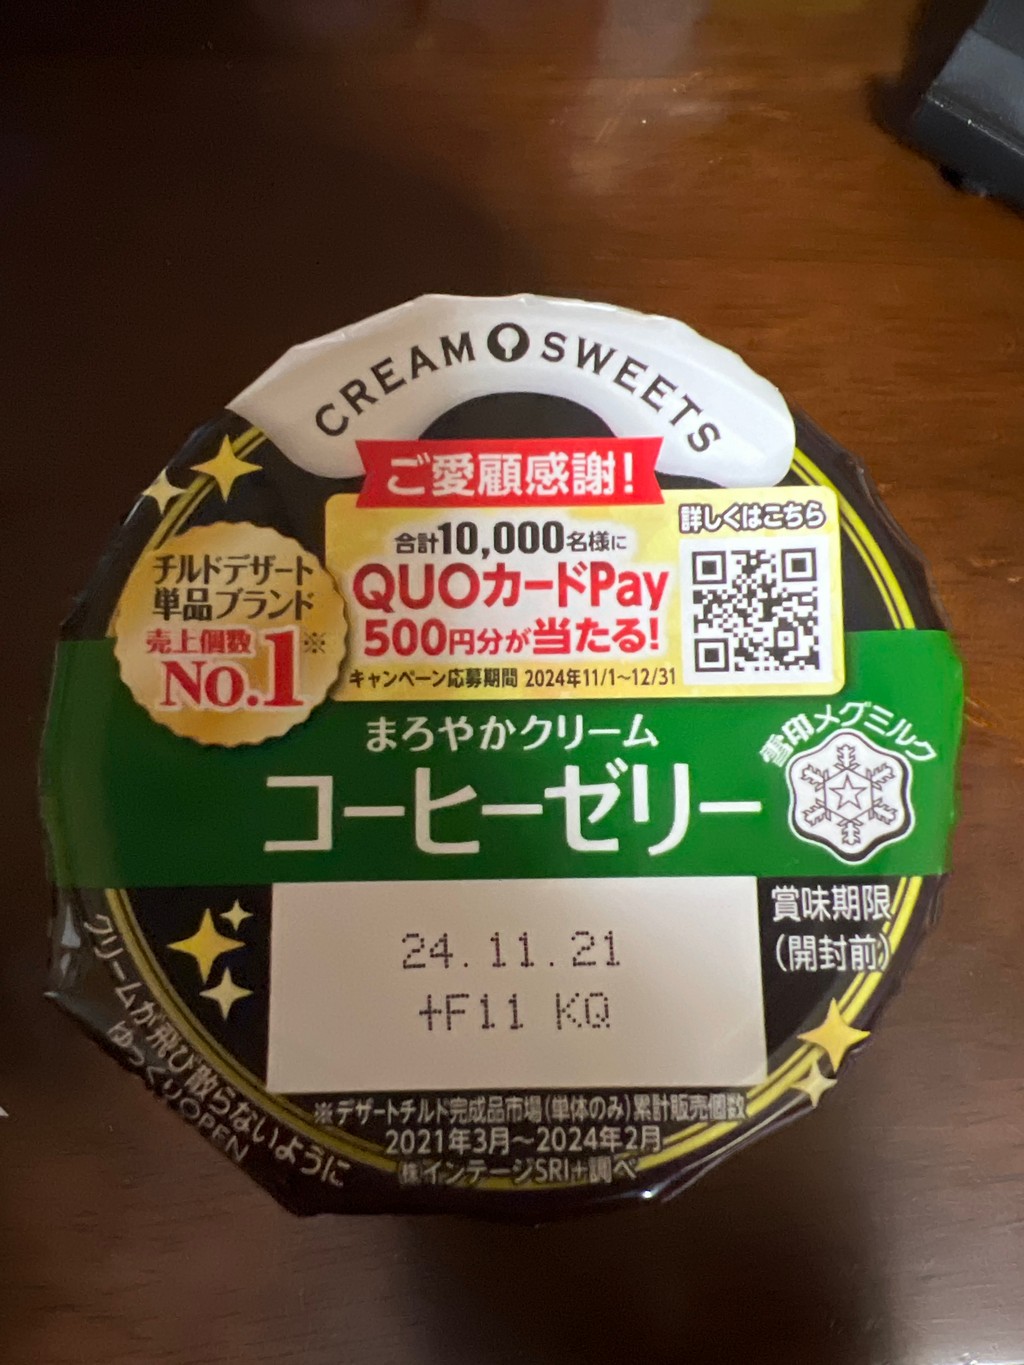 CREAM SWEETS
ご愛顧感謝!
合計10,000名様に
QUOカードPay
500円分が当たる!
キャンペーン応募期間 2024年11/1~12/31
詳しくはこちら
チルドデザート
単品ブランド
売上個数※
No.1
まろやかクリーム
コーヒーゼリー
雪印メグミルク
24.11.21
+F11 KQ
賞味期限
(開封前)
クリームが飛び散らないように
ゆっくりOPEN
※デザートチルド完成品市場(単体のみ)累計販売個数
2021年3月~2024年2月
㈱インテージSRI+調べ